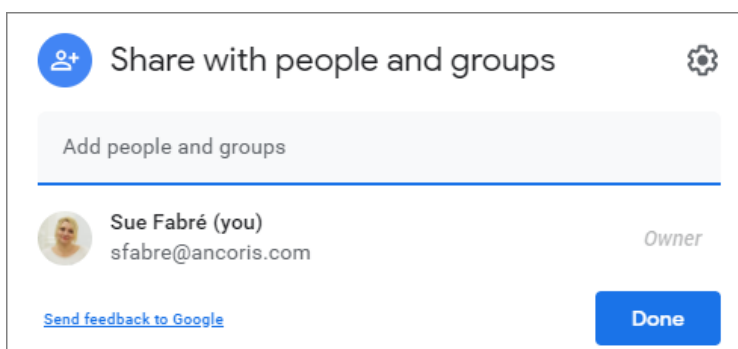 Share with people and groups
Add people and groups
Sue Fabré (you)
sfabre@ancoris.com
Owner
Send feedback to Google
Done